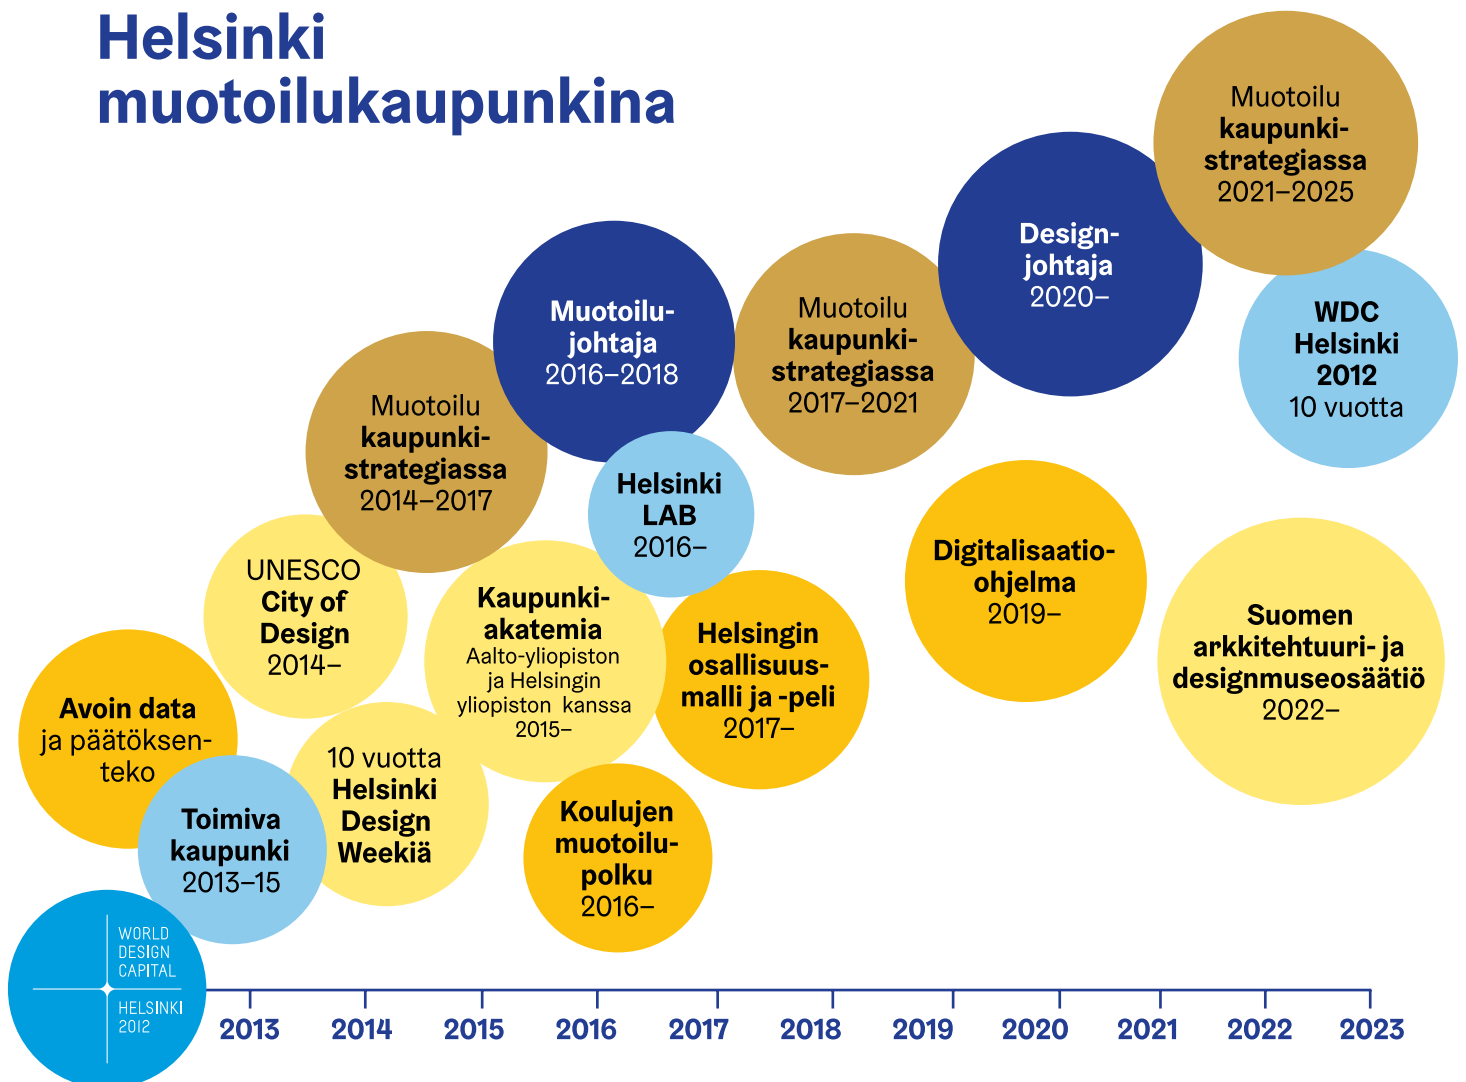 Helsinki
muotoilukaupunkina
Muotoilu
kaupunki-
strategiassa
2021–2025
Design-
johtaja
2020–
WDC
Helsinki
2012
10 vuotta
Muotoilu-
johtaja
2016–2018
Muotoilu
kaupunki-
strategiassa
2017–2021
Muotoilu
kaupunki-
strategiassa
2014–2017
Helsinki
LAB
2016–
Digitalisaatio-
ohjelma
2019–
UNESCO
City of
Design
2014–
Kaupunki-
akatemia
Aalto-yliopiston
ja Helsingin
yliopiston kanssa
2015–
Helsingin
osallisuus-
malli ja -peli
2017–
Suomen
arkkitehtuuri- ja
designmuseosäätiö
2022–
Avoin data
ja päätöksen-
teko
10 vuotta
Helsinki
Design
Weekiä
Toimiva
kaupunki
2013–15
Koulujen
muotoilu-
polku
2016–
WORLD
DESIGN
CAPITAL
HELSINKI
2012
2013 2014 2015 2016 2017 2018 2019 2020 2021 2022 2023